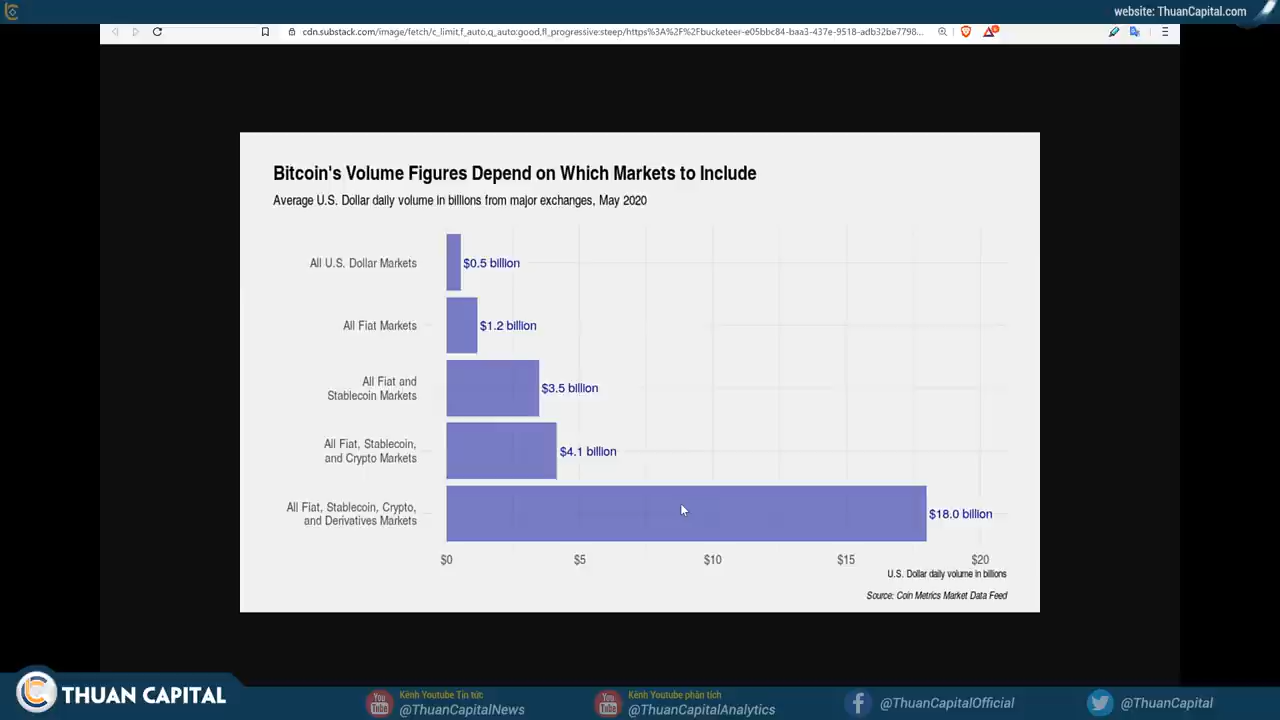 website: ThuanCapital.com
cdn.substack.com/image/fetch/c_limit,f_auto,q_auto:good,fl_progressive:steep/https%3A%2F%2Fbucketeer-e05bbc84-baa3-437e-9518-adb32be7798...
Bitcoin's Volume Figures Depend on Which Markets to Include
Average U.S. Dollar daily volume in billions from major exchanges, May 2020
All U.S. Dollar Markets
$0.5 billion
All Fiat Markets
$1.2 billion
All Fiat and
Stablecoin Markets
$3.5 billion
All Fiat, Stablecoin,
and Crypto Markets
$4.1 billion
All Fiat, Stablecoin, Crypto,
and Derivatives Markets
$18.0 billion
$0 $5 $10 $15 $20
U.S. Dollar daily volume in billions
Source: Coin Metrics Market Data Feed
THUAN CAPITAL
You Tube
Kênh Youtube Tin tức
@ThuanCapitalNews
You Tube
Kênh Youtube phân tích
@ThuanCapitalAnalytics
@ThuanCapitalOfficial
@ThuanCapital